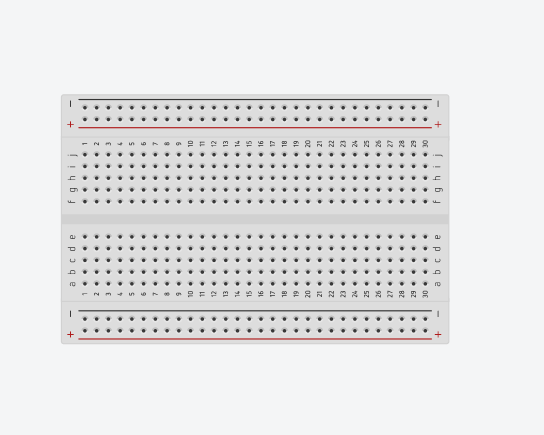 − −
+ +
1 2 3 4 5 6 7 8 9 10 11 12 13 14 15 16 17 18 19 20 21 22 23 24 25 26 27 28 29 30
j j
i i
h h
g g
f f
e e
d d
c c
b b
a a
1 2 3 4 5 6 7 8 9 10 11 12 13 14 15 16 17 18 19 20 21 22 23 24 25 26 27 28 29 30
− −
+ +